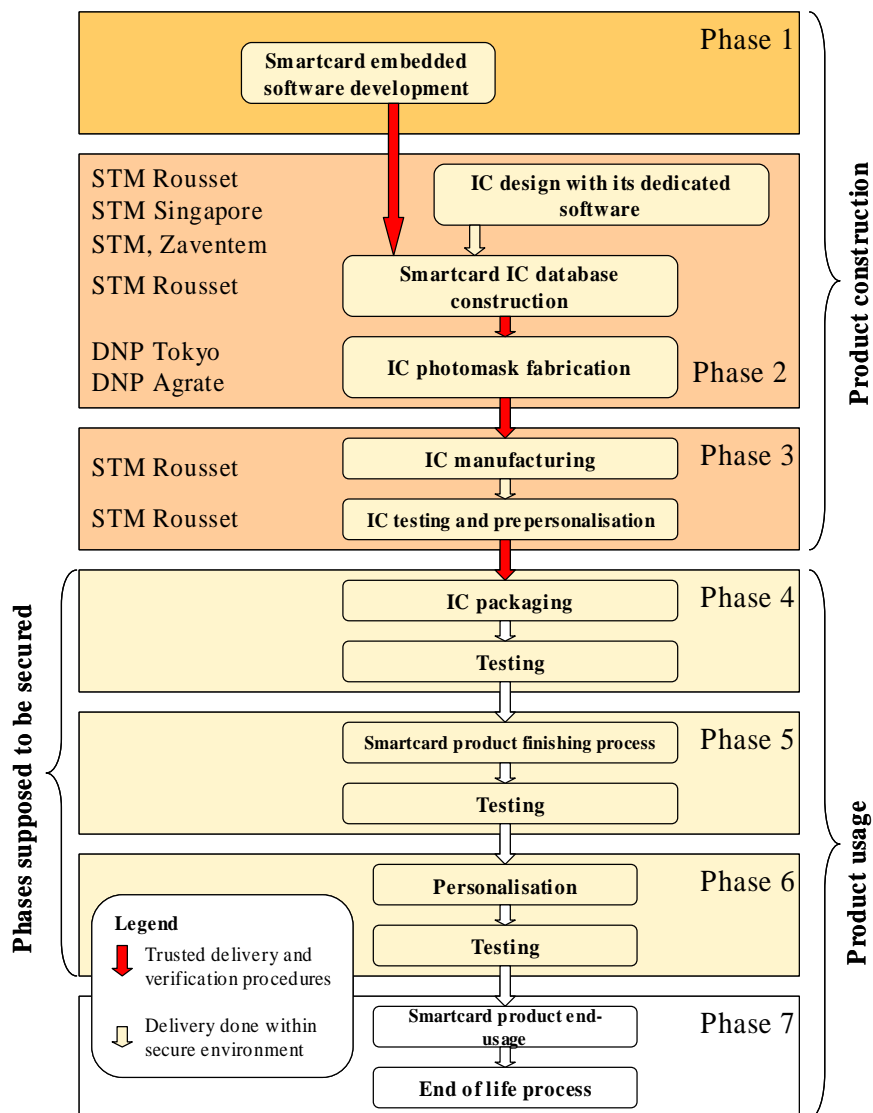 Phase 1
Smartcard embedded
software development
STM Rousset
STM Singapore
STM, Zaventem
IC design with its dedicated
software
STM Rousset
Smartcard IC database
construction
DNP Tokyo
DNP Agrate
IC photomask fabrication
Phase 2
Product construction
Phase 3
STM Rousset
IC manufacturing
STM Rousset
IC testing and prepersonalisation
Phase 4
IC packaging
Testing
Phases supposed to be secured
Phase 5
Smartcard product finishing process
Testing
Product usage
Phase 6
Personalisation
Testing
Legend
Trusted delivery and
verification procedures
Delivery done within
secure environment
Phase 7
Smartcard product end-
usage
End of life process